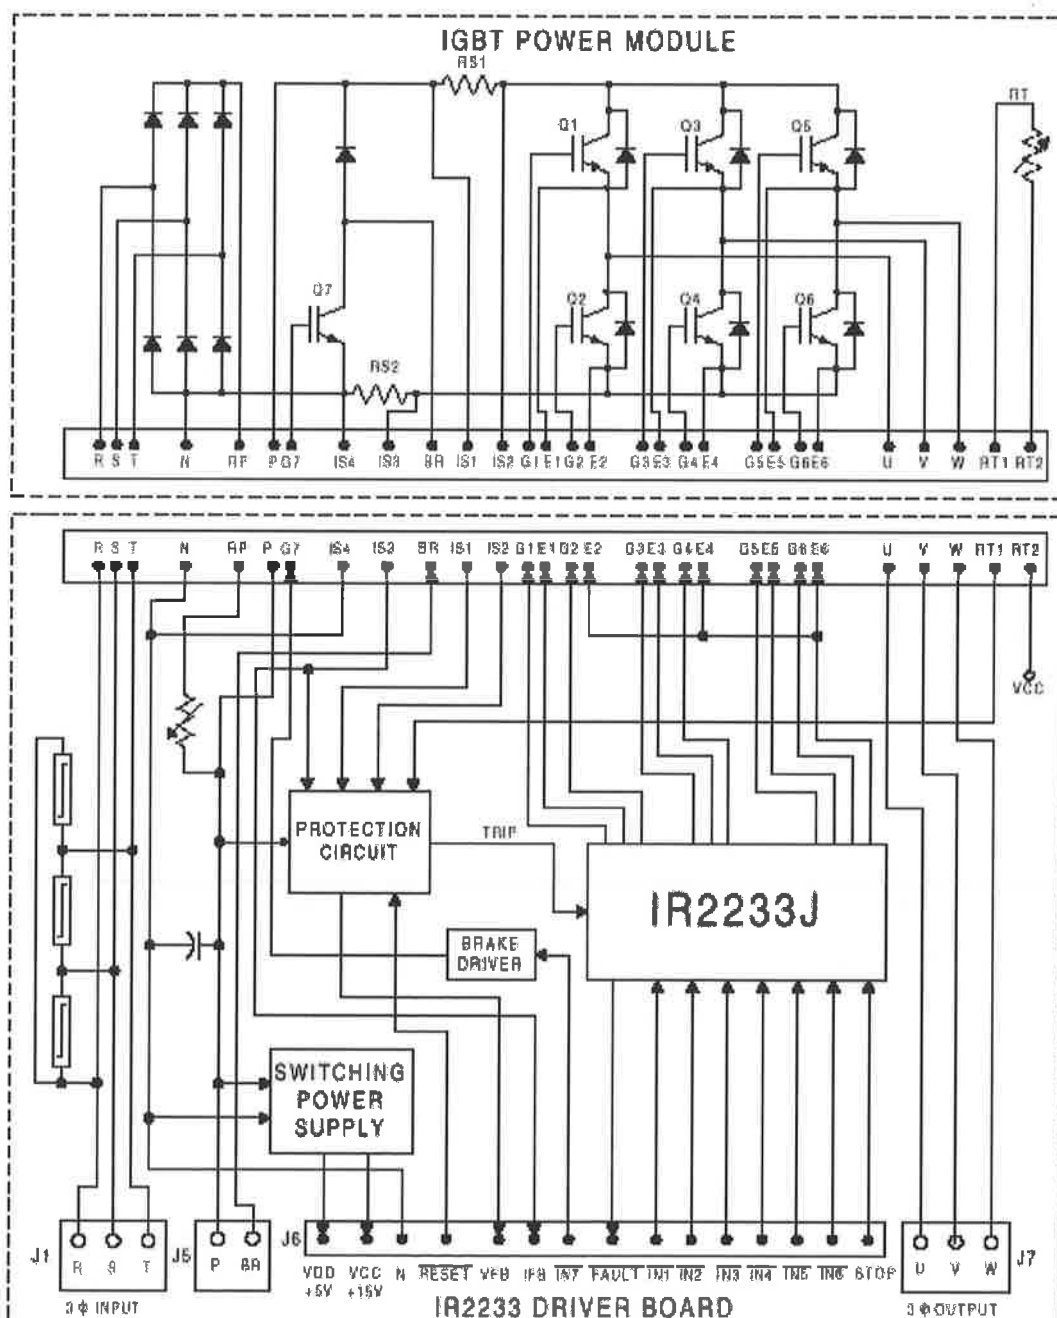 IGBT POWER MODULE
RS1
RT
Q1 Q3 Q5
Q7 Q2 Q4 Q6
RS2
R S T N RP P G7 IS4 IS3 BR IS1 IS2 G1 E1 G2 E2 G3 E3 G4 E4 G5 E5 G6 E6 U V W RT1 RT2
R S T N RP P G7 IS4 IS3 BR IS1 IS2 G1 E1 G2 E2 G3 E3 G4 E4 G5 E5 G6 E6 U V W RT1 RT2
VCC
PROTECTION
CIRCUIT
TRIP
IR2233J
BRAKE
DRIVER
SWITCHING
POWER
SUPPLY
J1 R S T
J5 P BR
J6
J7 U V W
VDD VCC N RESET VFB IFB IN7 FAULT IN1 IN2 IN3 IN4 IN5 IN6 STOP
+5V +15V
3 ϕ INPUT
IR2233 DRIVER BOARD
3 ϕ OUTPUT